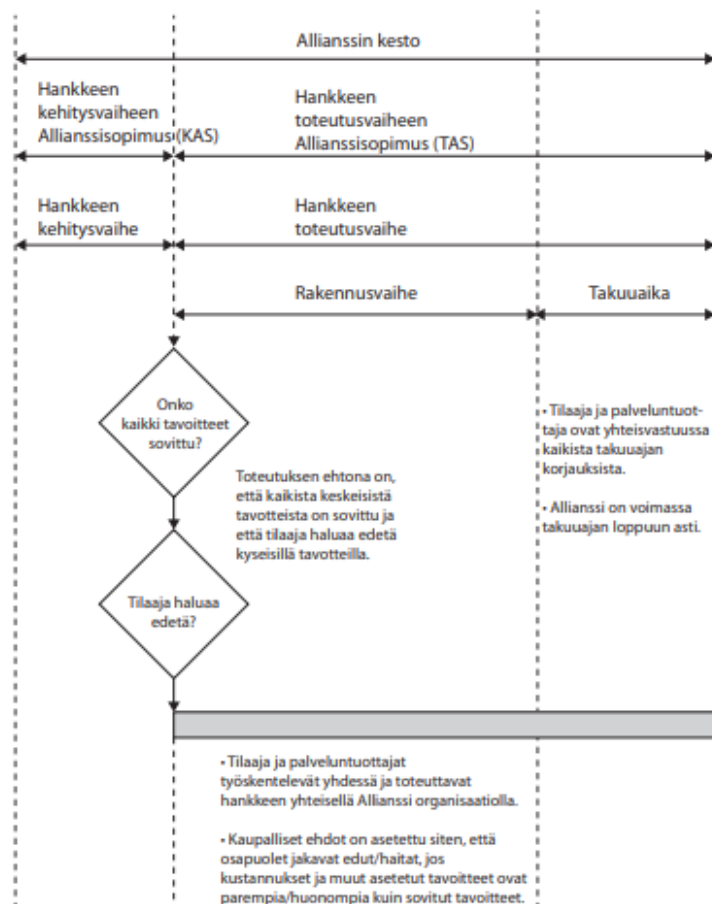 Allianssin kesto
Hankkeen
kehitysvaiheen
Allianssisopimus (KAS)
Hankkeen
toteutusvaiheen
Allianssisopimus (TAS)
Hankkeen
kehitysvaihe
Hankkeen
toteutusvaihe
Rakennusvaihe
Takuuaika
Onko
kaikki tavoitteet
sovittu?
Toteutuksen ehtona on,
että kaikista keskeisistä
tavotteista on sovittu ja
että tilaaja haluaa edetä
kyseisillä tavotteilla.
• Tilaaja ja palveluntuot-
taja ovat yhteisvastuussa
kaikista takuuajan
korjauksista.
• Allianssi on voimassa
takuuajan loppuun asti.
Tilaaja haluaa
edetä?
• Tilaaja ja palveluntuottajat
työskentelevät yhdessä ja toteuttavat
hankkeen yhteisellä Allianssi organisaatiolla.
• Kaupalliset ehdot on asetettu siten, että
osapuolet jakavat edut/haitat, jos
kustannukset ja muut asetetut tavoitteet ovat
parempia/huonompia kuin sovitut tavoitteet.